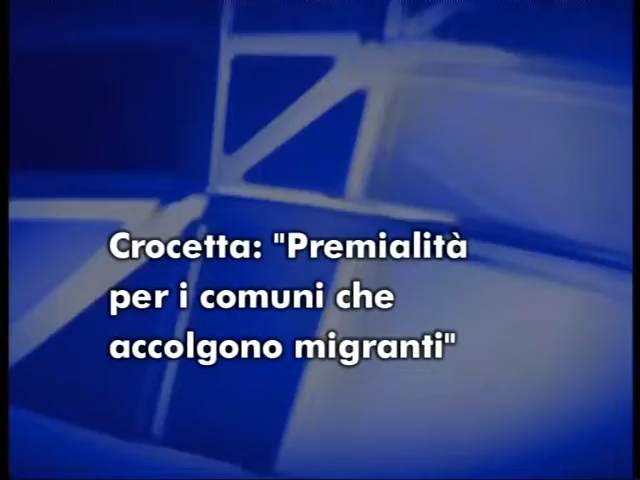 Crocetta: "Premialità
per i comuni che
accolgono migranti"